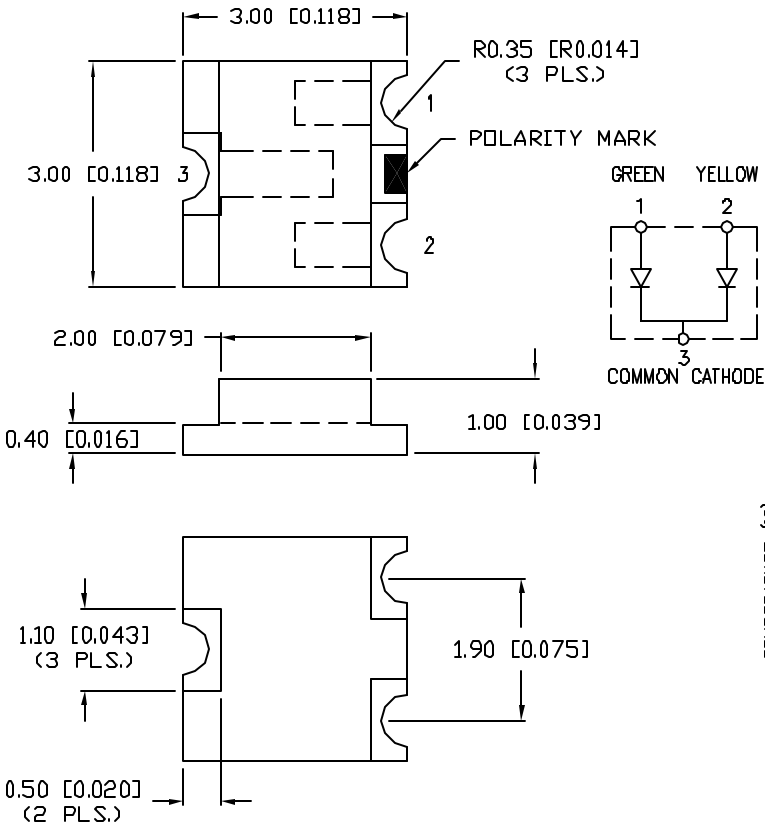 3.00 [0.118]
R0.35 [R0.014]
(3 PLS.)
1
POLARITY MARK
3.00 [0.118]
3
2
GREEN
YELLOW
1
2
3
COMMON CATHODE
2.00 [0.079]
1.00 [0.039]
0.40 [0.016]
1.10 [0.043]
(3 PLS.)
1.90 [0.075]
0.50 [0.020]
(2 PLS.)